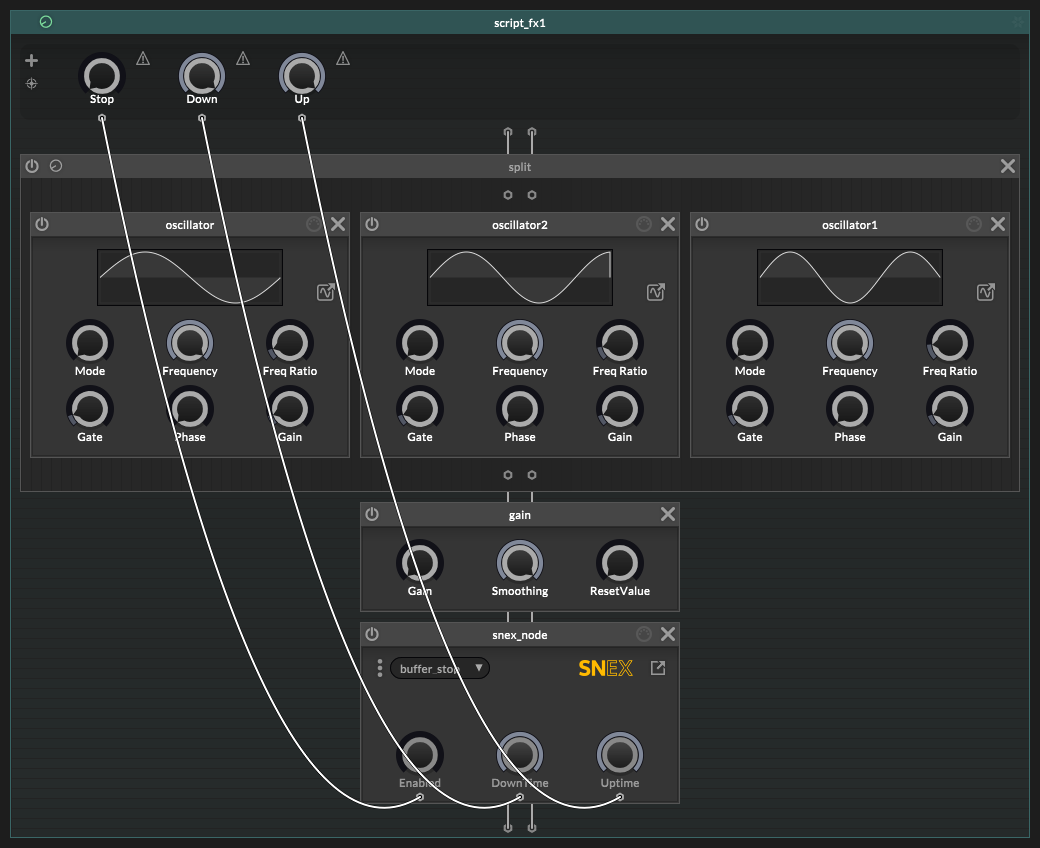 script_fx1
Stop Down Up
split
oscillator oscillator2 oscillator1
Mode Frequency Freq Ratio Mode Frequency Freq Ratio Mode Frequency Freq Ratio
Gate Phase Gain Gate Phase Gain Gate Phase Gain
gain
Gain Smoothing ResetValue
snex_node
buffer_stop SNEX
Enabled DownTime Uptime